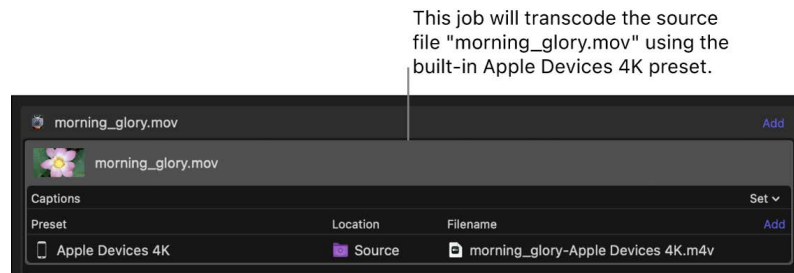 This job will transcode the source
file "morning_glory.mov" using the
built-in Apple Devices 4K preset.
morning_glory.mov Add
morning_glory.mov
Captions Set
Preset Location Filename Add
Apple Devices 4K Source morning_glory-Apple Devices 4K.m4v